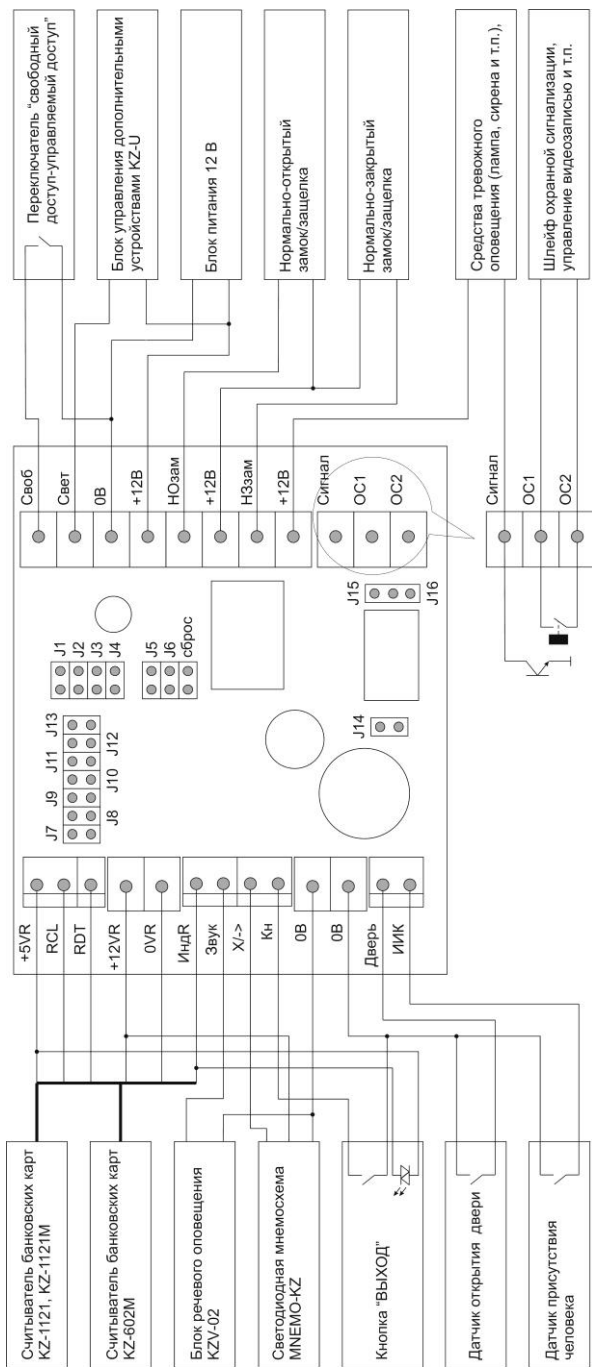 Считыватель банковских карт
KZ-1121, KZ-1121M
Считыватель банковских карт
KZ-602M
Блок речевого оповещения
KZV-02
Светодиодная мнемосхема
MNEMO-KZ
Кнопка “ВЫХОД”
Датчик открытия двери
Датчик присутствия
человека
+5VR
RCL
RDT
+12VR
0VR
ИндR
Звук
X/->
Кн
0В
0В
Дверь
ИИК
J7
J8
J9
J10
J11
J12
J13
J1
J2
J3
J4
J5
J6
сброс
J14
J15
J16
Своб
Свет
0В
+12В
НОзам
+12В
НЗзам
+12В
Сигнал
ОС1
ОС2
Сигнал
ОС1
ОС2
Переключатель “свободный
доступ-управляемый доступ”
Блок управления дополнительными
устройствами KZ-U
Блок питания 12 В
Нормально-открытый
замок/защелка
Нормально-закрытый
замок/защелка
Средства тревожного
оповещения (лампа, сирена и т.п.),
Шлейф охранной сигнализации,
управление видеозаписью и т.п.